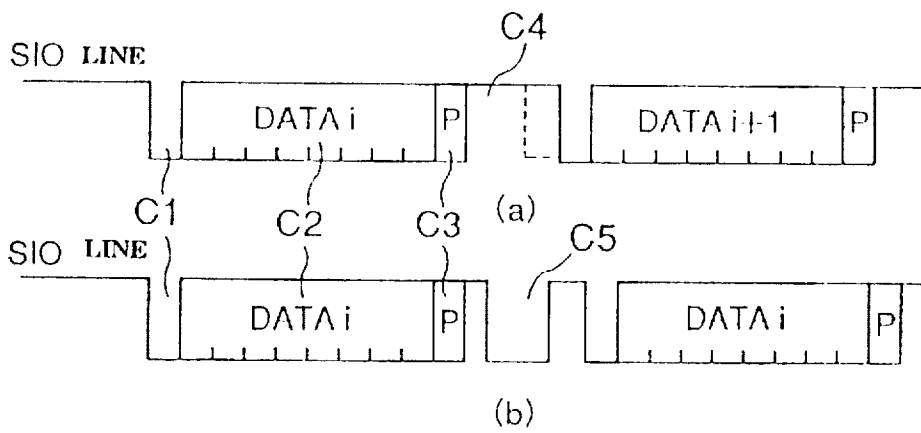 C4
SIO LINE
DATA i P DATA i+1 P
C1 C2 C3 (a) C5
SIO LINE
DATA i P DATA i P
(b)